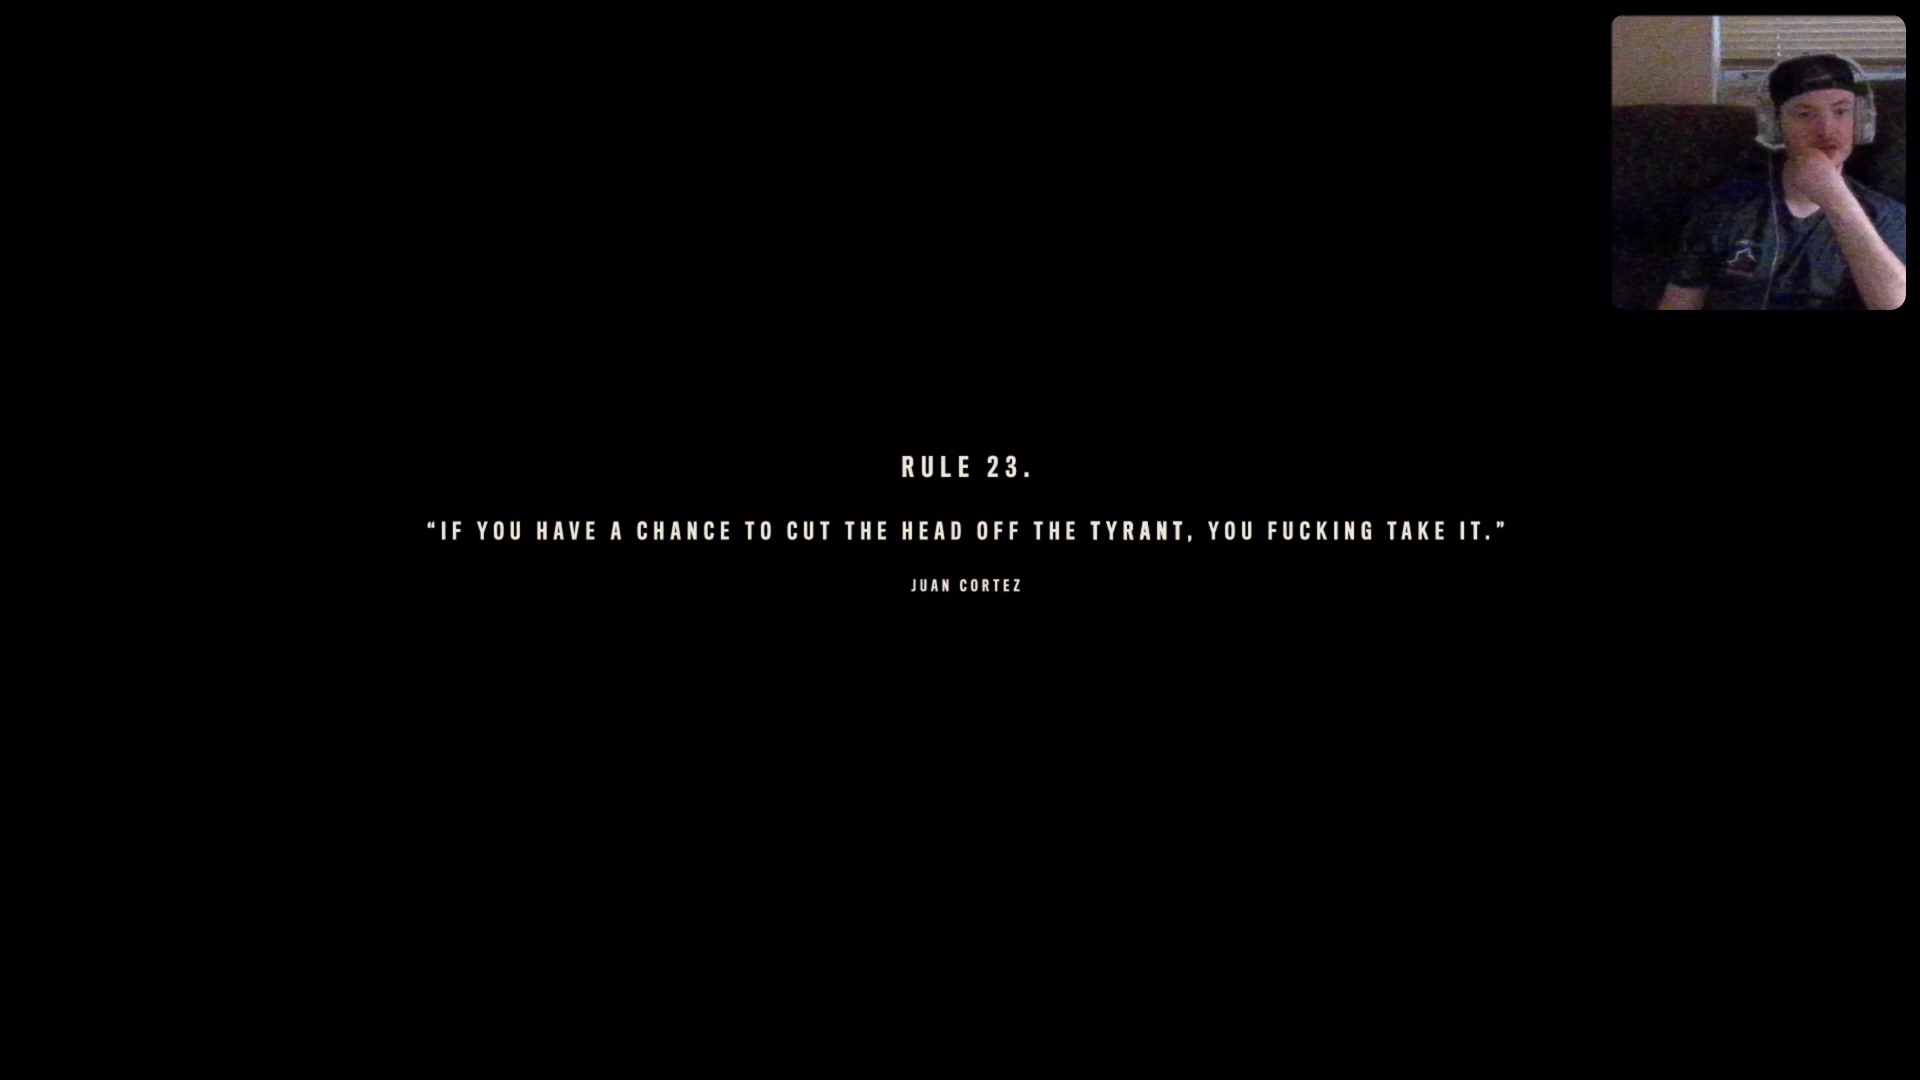 RULE 23.
“IF YOU HAVE A CHANCE TO CUT THE HEAD OFF THE TYRANT, YOU FUCKING TAKE IT.”
JUAN CORTEZ